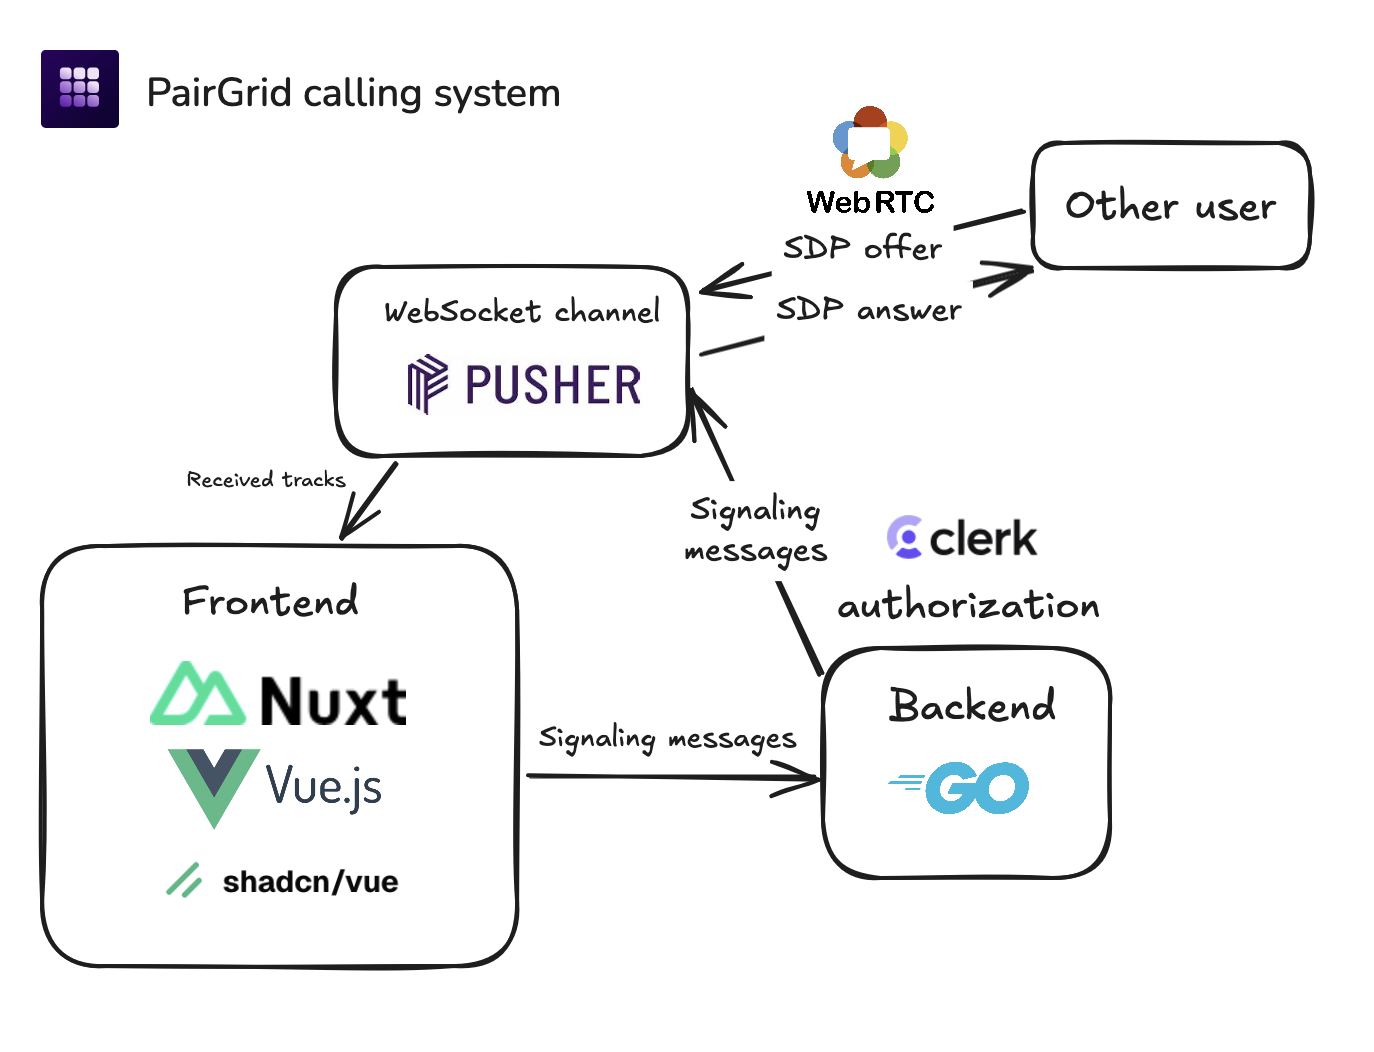 PairGrid calling system
WebRTC
Other user
SDP offer
SDP answer
WebSocket channel
PUSHER
Received tracks
Signaling
messages
clerk
authorization
Frontend
Nuxt
Vue.js
shadcn/vue
Signaling messages
Backend
GO